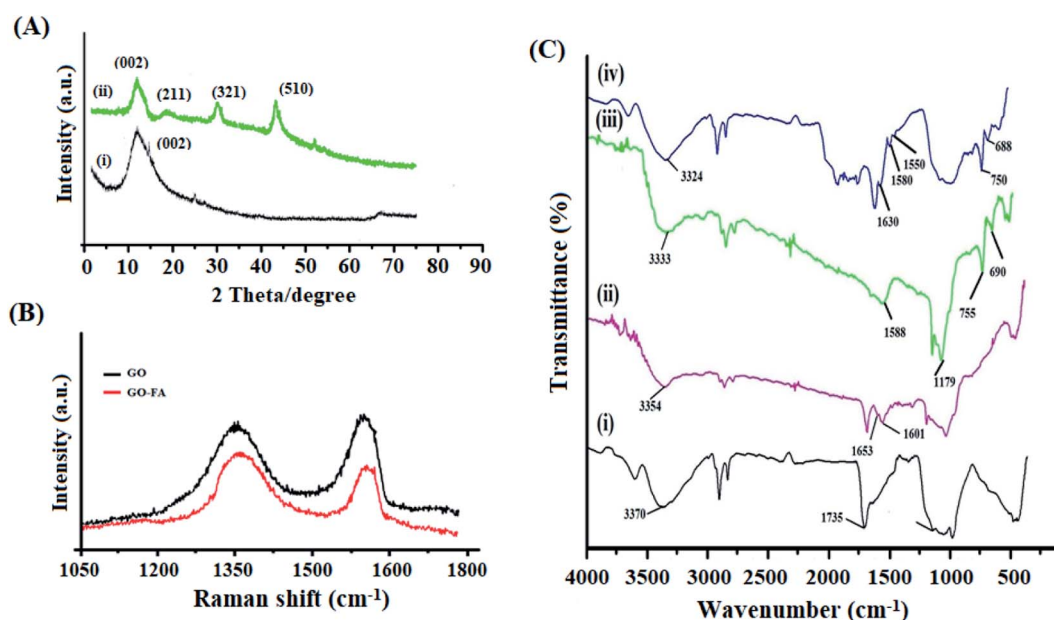 (A)
Intensity (a.u.)
(002)
(ii)
(211)
(321)
(510)
(i)
(002)
0 10 20 30 40 50 60 70 80 90
2 Theta/degree
(B)
Intensity (a.u.)
GO
GO-FA
1050 1200 1350 1500 1600 1800
Raman shift (cm-1)
(C)
Transmittance (%)
(iv)
3324
1630
1580
1550
750
688
(iii)
3333
1588
1179
755
690
(ii)
3354
1653
1601
(i)
3370
1735
4000 3500 3000 2500 2000 1500 1000 500
Wavenumber (cm-1)